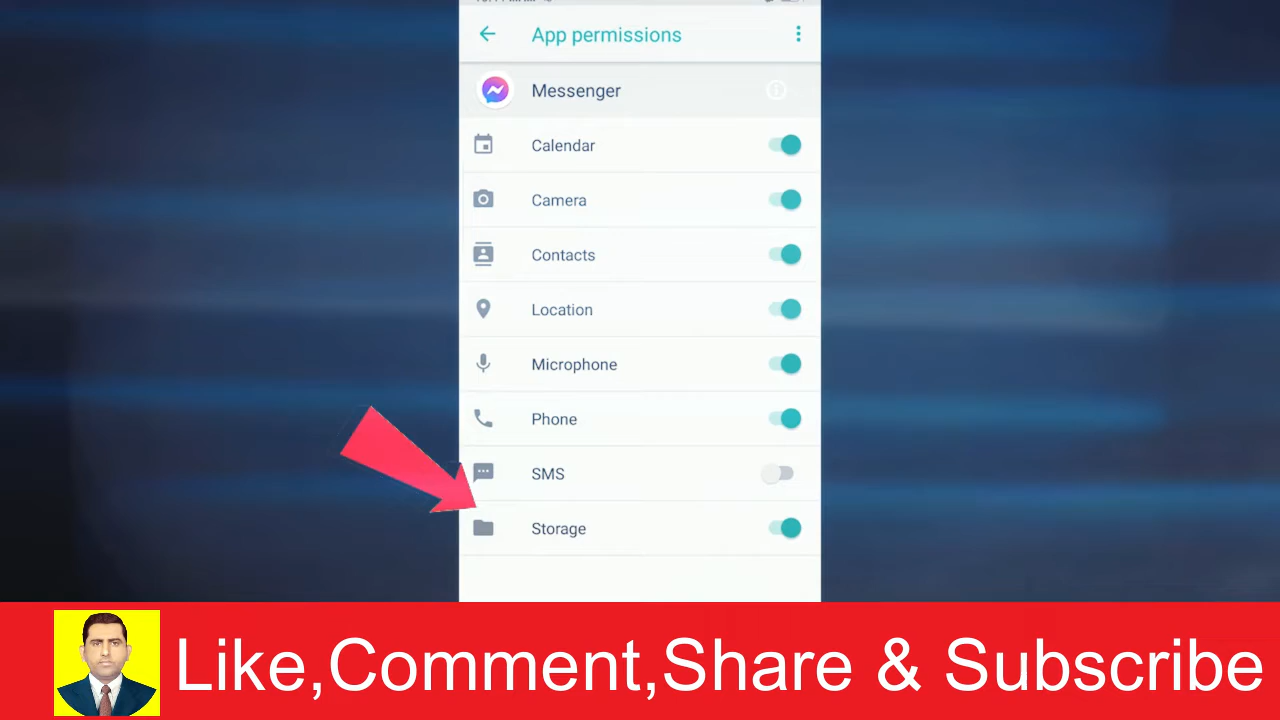 App permissions
Messenger
Calendar
Camera
Contacts
Location
Microphone
Phone
SMS
Storage
Like,Comment,Share & Subscribe